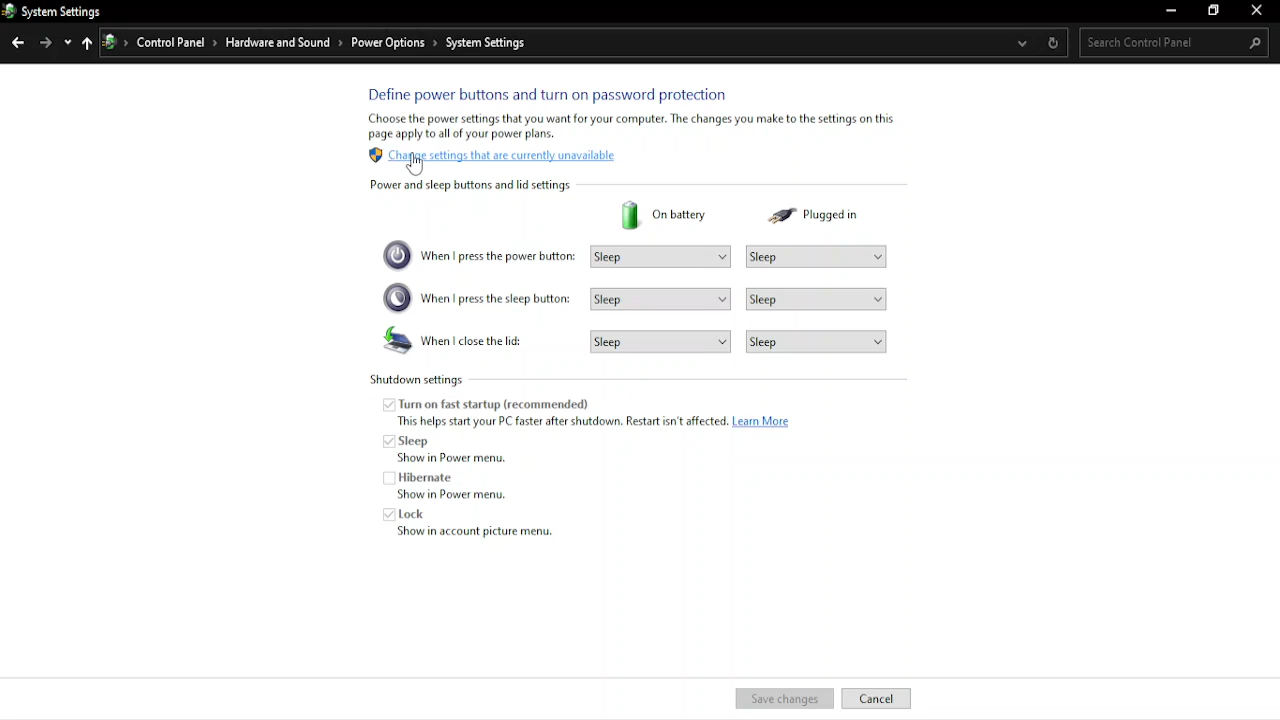 System Settings
Control Panel > Hardware and Sound > Power Options > System Settings
Search Control Panel
Define power buttons and turn on password protection
Choose the power settings that you want for your computer. The changes you make to the settings on this
page apply to all of your power plans.
Change settings that are currently unavailable
Power and sleep buttons and lid settings
On battery Plugged in
When I press the power button: Sleep Sleep
When I press the sleep button: Sleep Sleep
When I close the lid: Sleep Sleep
Shutdown settings
Turn on fast startup (recommended)
This helps start your PC faster after shutdown. Restart isn't affected. Learn More
Sleep
Show in Power menu.
Hibernate
Show in Power menu.
Lock
Show in account picture menu.
Save changes Cancel